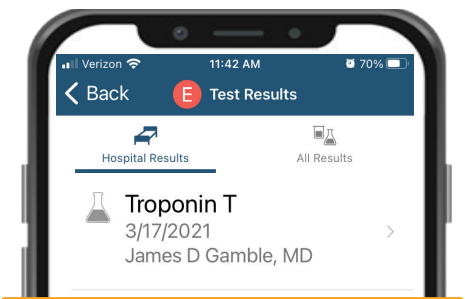 Verizon 11:42 AM 70%
Back E Test Results
Hospital Results All Results
Troponin T
3/17/2021
James D Gamble, MD